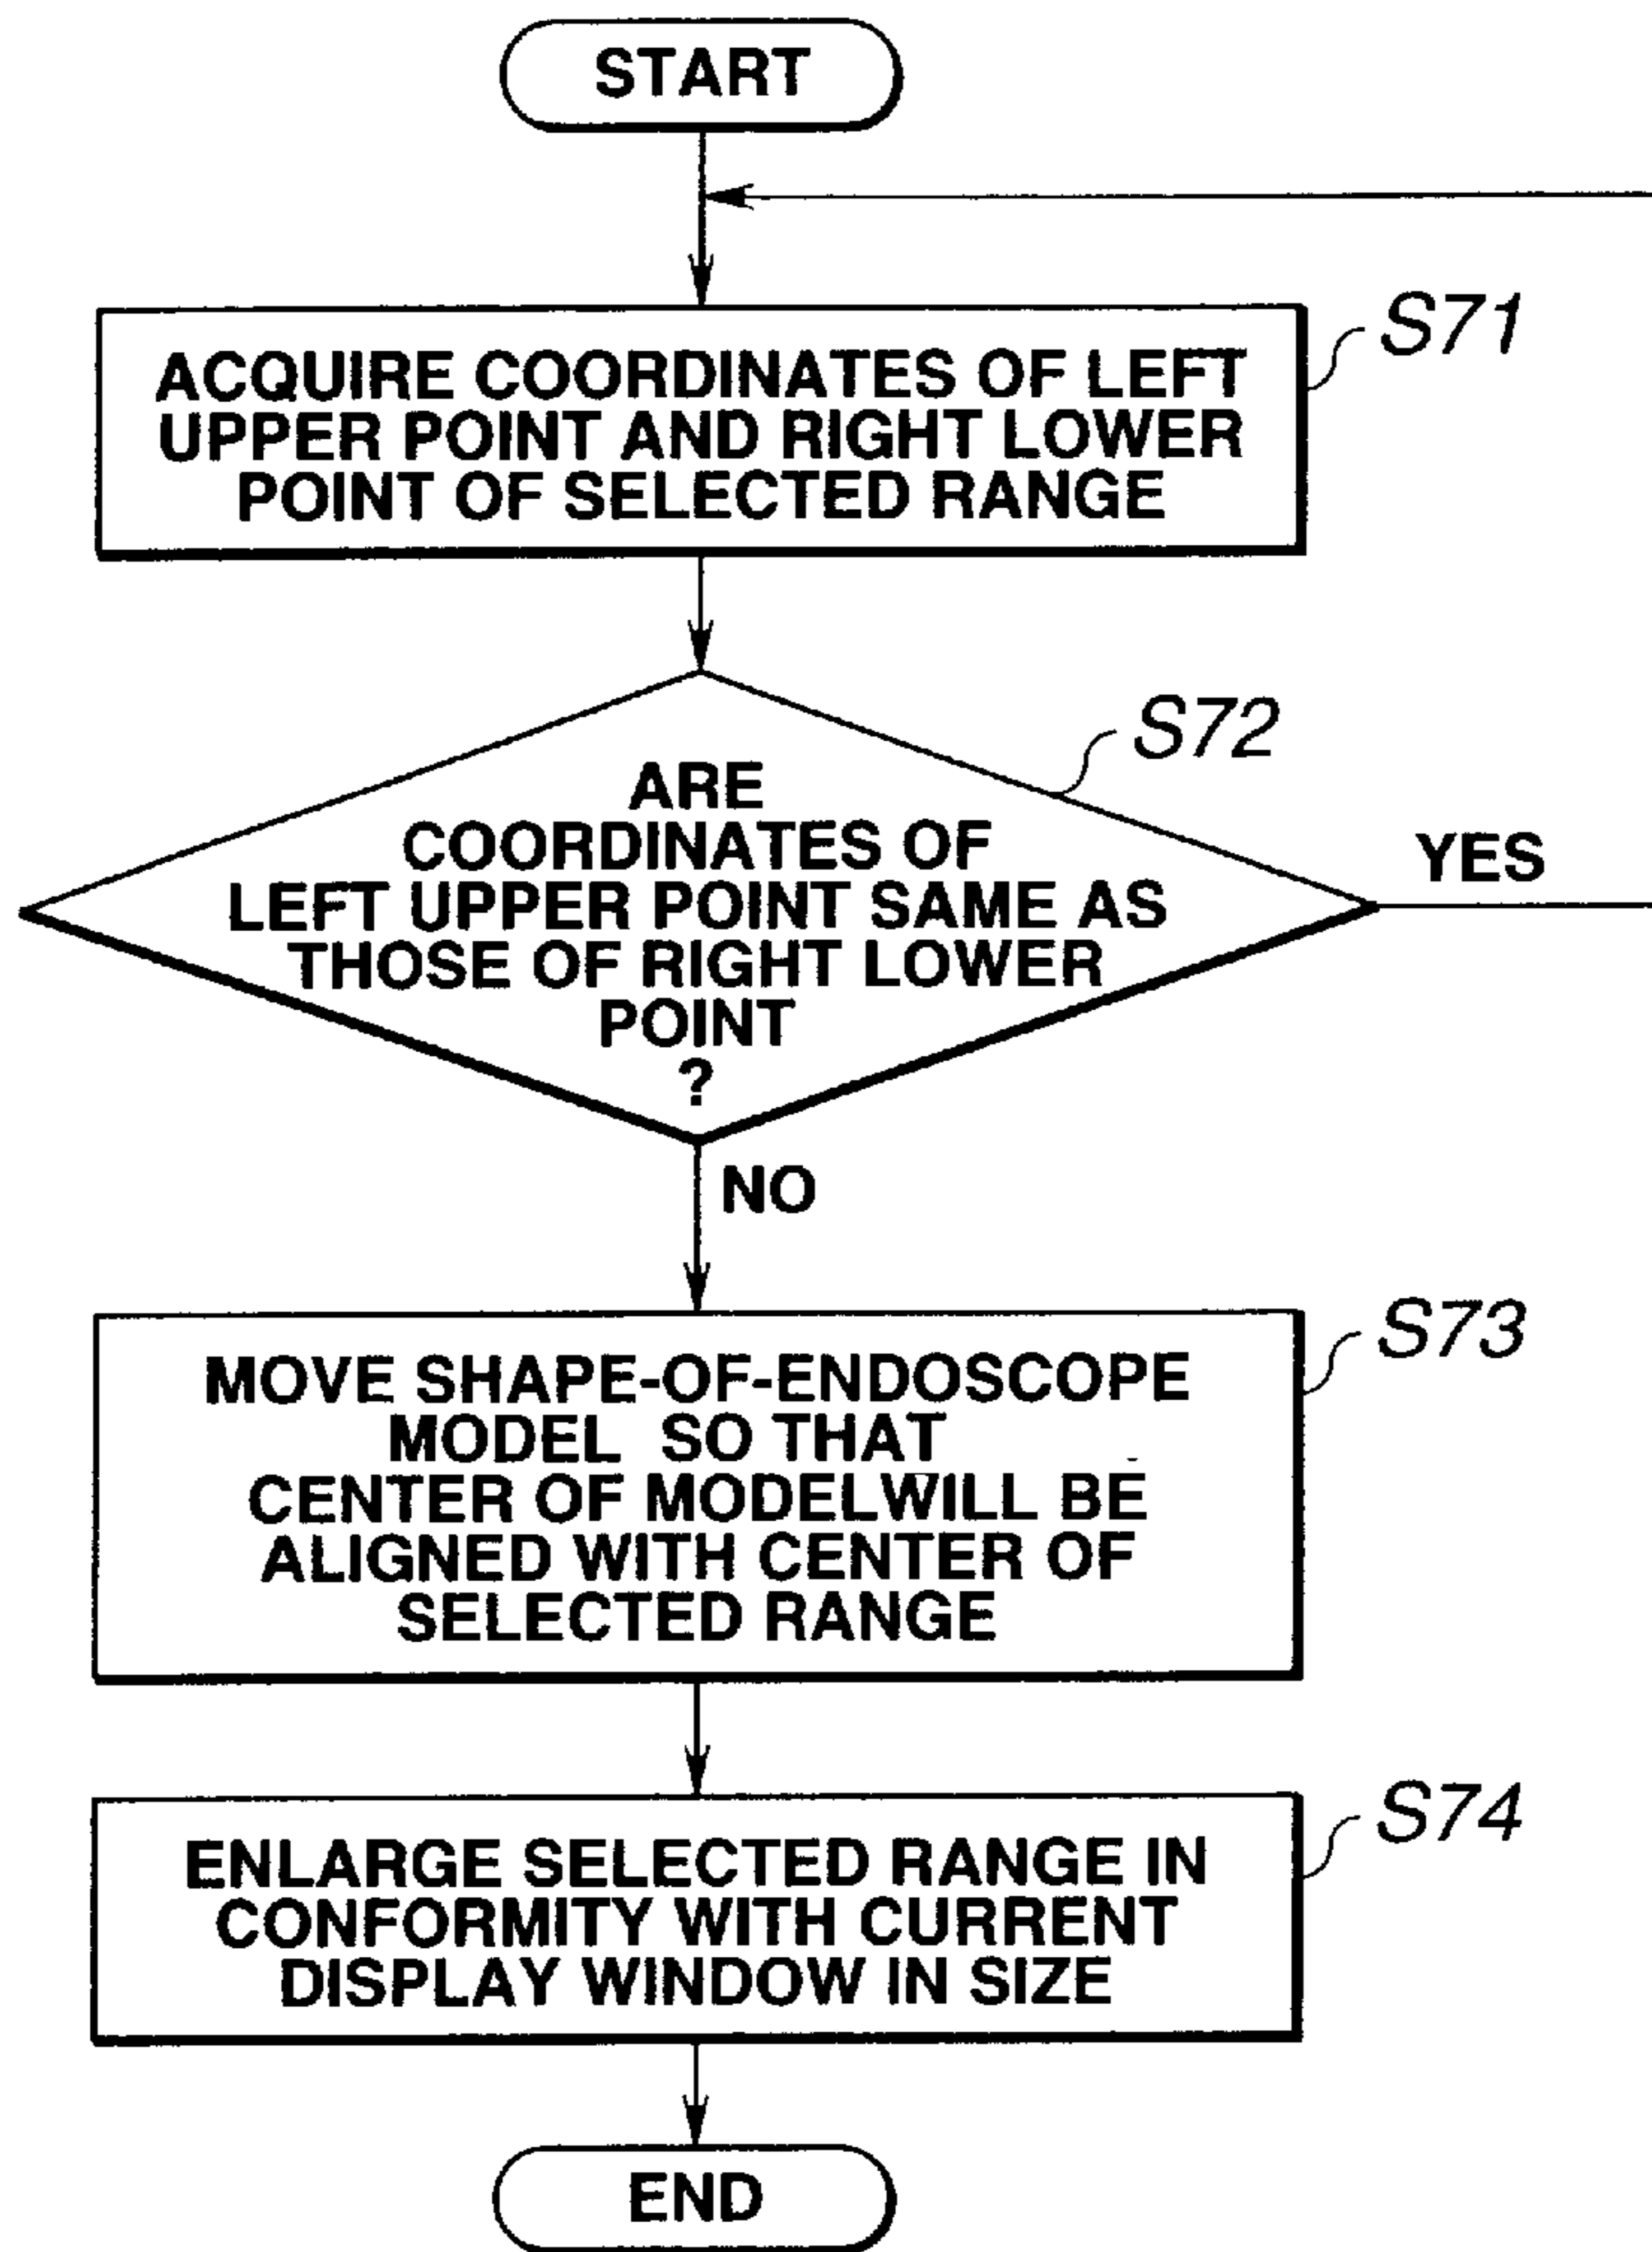 START
S71
ACQUIRE COORDINATES OF LEFT
UPPER POINT AND RIGHT LOWER
POINT OF SELECTED RANGE
S72
ARE
COORDINATES OF
LEFT UPPER POINT SAME AS
THOSE OF RIGHT LOWER
POINT
?
YES
NO
S73
MOVE SHAPE-OF-ENDOSCOPE
MODEL SO THAT
CENTER OF MODELWILL BE
ALIGNED WITH CENTER OF
SELECTED RANGE
S74
ENLARGE SELECTED RANGE IN
CONFORMITY WITH CURRENT
DISPLAY WINDOW IN SIZE
END